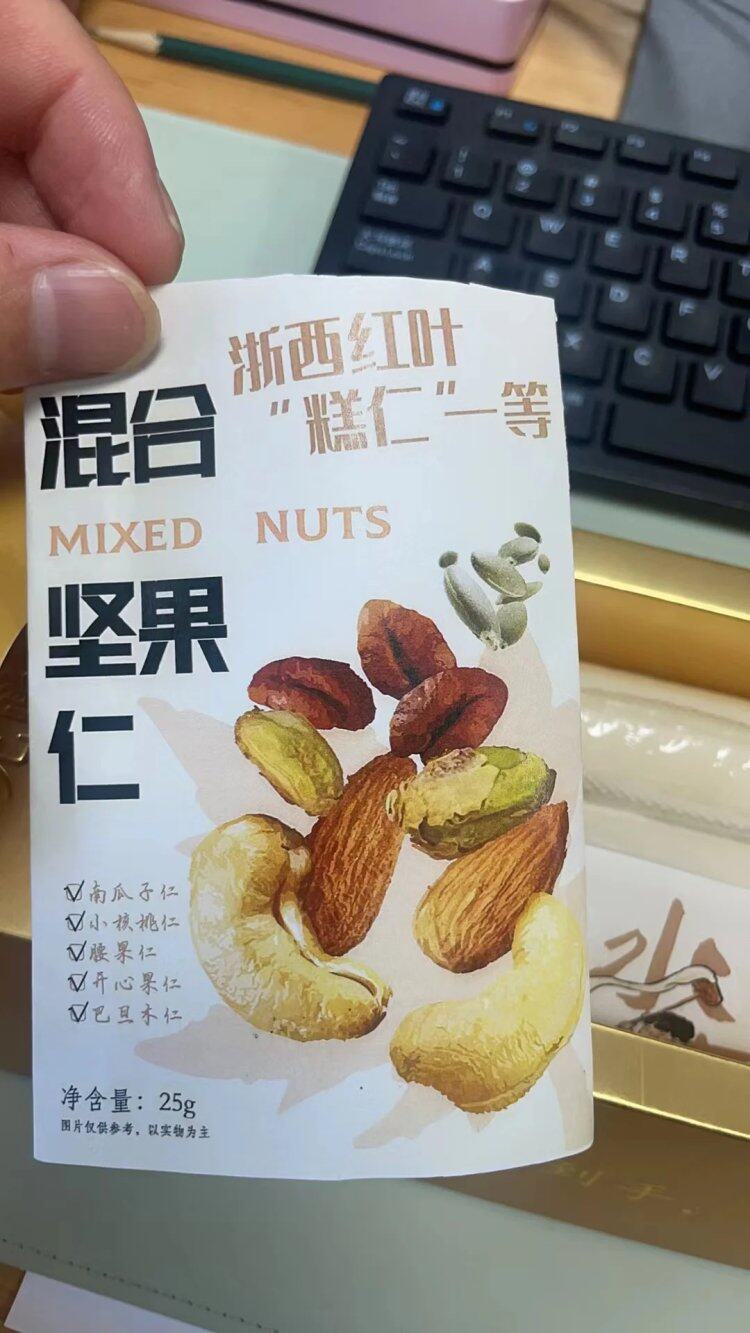 浙西红叶
"糕仁"一等
混合
MIXED NUTS
坚果
仁
南瓜子仁
小核桃仁
腰果仁
开心果仁
巴旦木仁
净含量：25g
图片仅供参考，以实物为主
Q W E R
A S D F
X C V
到手